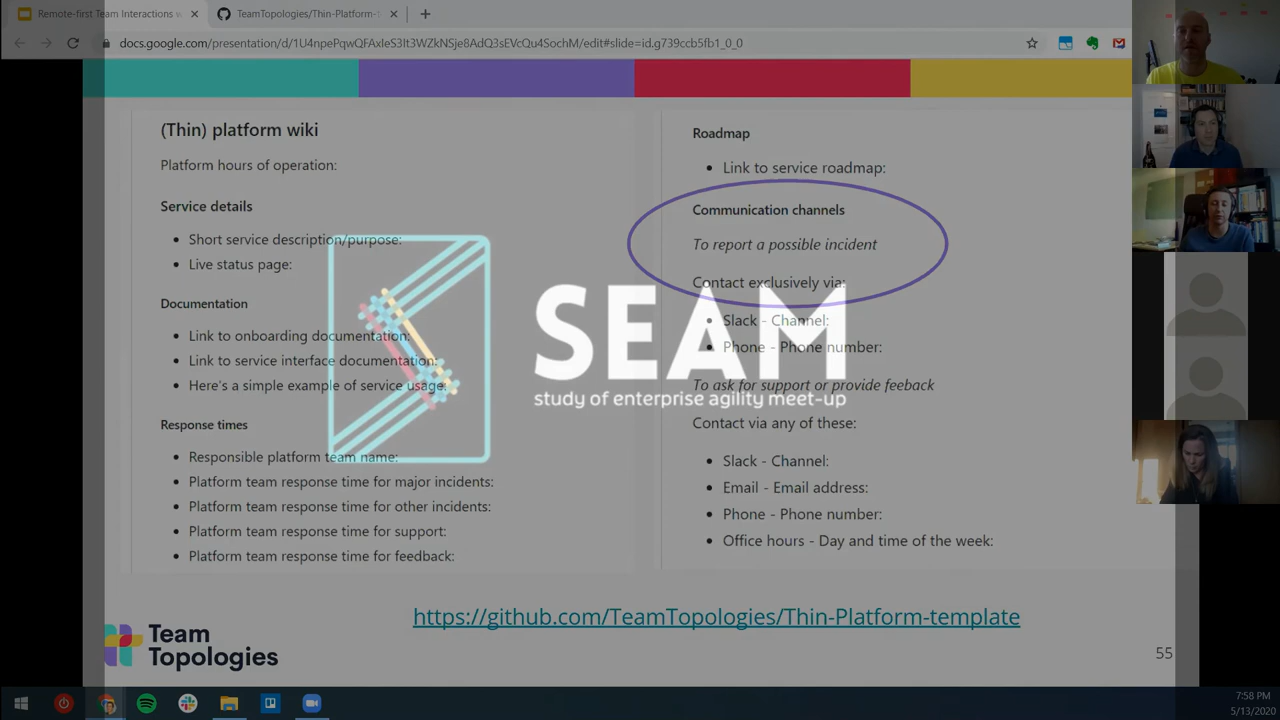 Remote-first Team Interactions w
TeamTopologies/Thin-Platform-t
docs.google.com/presentation/d/1U4npePqwQFAxIeS3It3WZkNSje8AdQ3sEVcQu4SochM/edit#slide=id.g739ccb5fb1_0_0
(Thin) platform wiki
Platform hours of operation:
Service details
Short service description/purpose:
Live status page:
Documentation
Link to onboarding documentation:
Link to service interface documentation:
Here's a simple example of service usage:
Response times
Responsible platform team name:
Platform team response time for major incidents:
Platform team response time for other incidents:
Platform team response time for support:
Platform team response time for feedback:
Roadmap
Link to service roadmap:
Communication channels
To report a possible incident
Contact exclusively via:
Slack - Channel:
Phone - Phone number:
To ask for support or provide feeback
Contact via any of these:
Slack - Channel:
Email - Email address:
Phone - Phone number:
Office hours - Day and time of the week:
SEAM
study of enterprise agility meet-up
https://github.com/TeamTopologies/Thin-Platform-template
Team
Topologies
55
7:58 PM
5/13/2020